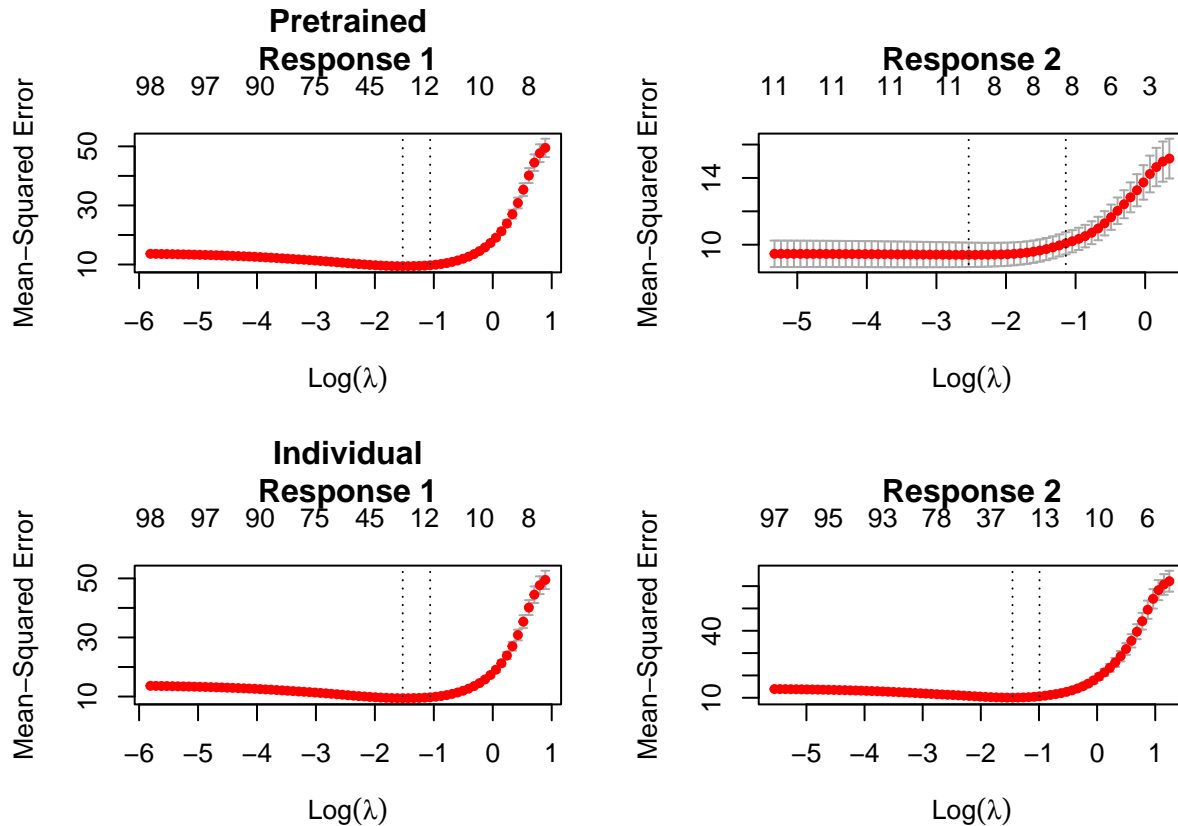 Pretrained
Response 1
98 97 90 75 45 12 10 8
Mean−Squared Error
10 30 50
−6 −5 −4 −3 −2 −1 0 1
Log(λ)
Response 2
11 11 11 11 8 8 8 6 3
Mean−Squared Error
10 14
−5 −4 −3 −2 −1 0
Log(λ)
Individual
Response 1
98 97 90 75 45 12 10 8
Mean−Squared Error
10 30 50
−6 −5 −4 −3 −2 −1 0 1
Log(λ)
Response 2
97 95 93 78 37 13 10 6
Mean−Squared Error
10 40
−5 −4 −3 −2 −1 0 1
Log(λ)